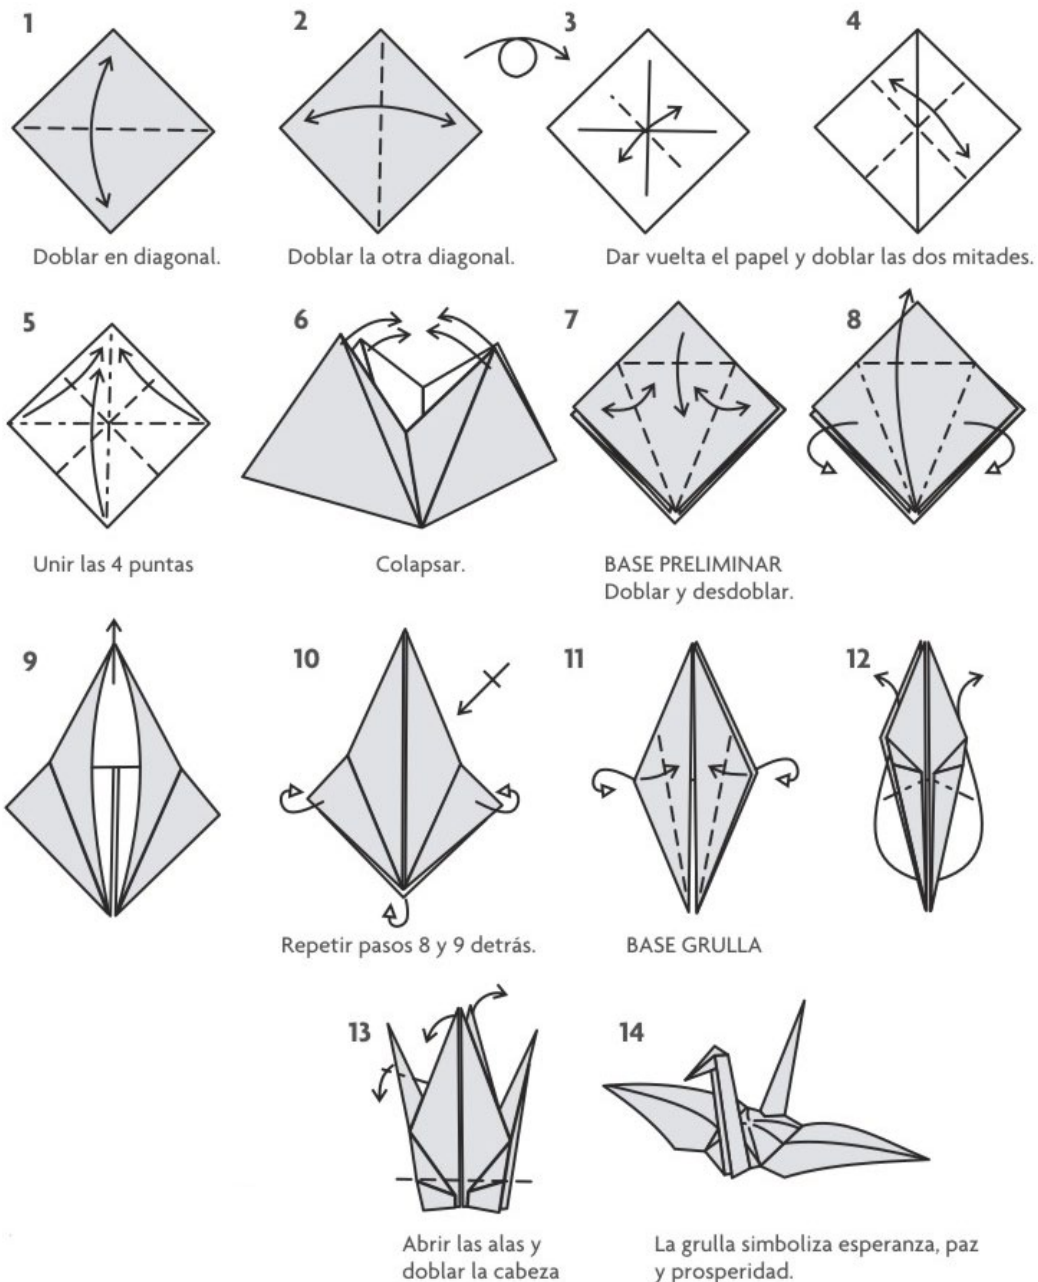 1
2
3
4
Doblar en diagonal.
Doblar la otra diagonal.
Dar vuelta el papel y doblar las dos mitades.
5
6
7
8
Unir las 4 puntas
Colapsar.
BASE PRELIMINAR
Doblar y desdoblar.
9
10
11
12
Repetir pasos 8 y 9 detrás.
BASE GRULLA
13
14
Abrir las alas y
doblar la cabeza
La grulla simboliza esperanza, paz
y prosperidad.